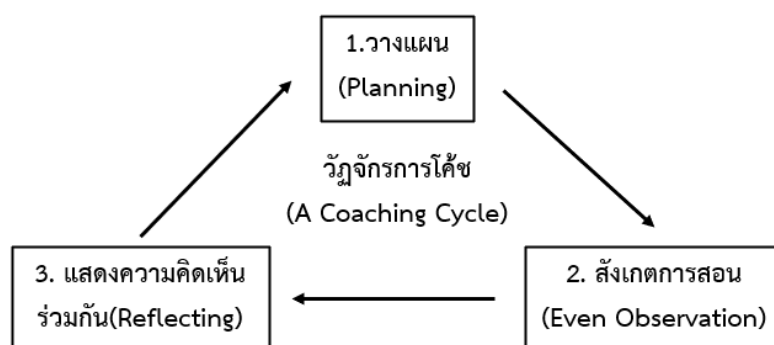 1.วางแผน
(Planning)
วัฏจักรการโค้ช
(A Coaching Cycle)
3. แสดงความคิดเห็น
ร่วมกัน(Reflecting)
2. สังเกตการสอน
(Even Observation)